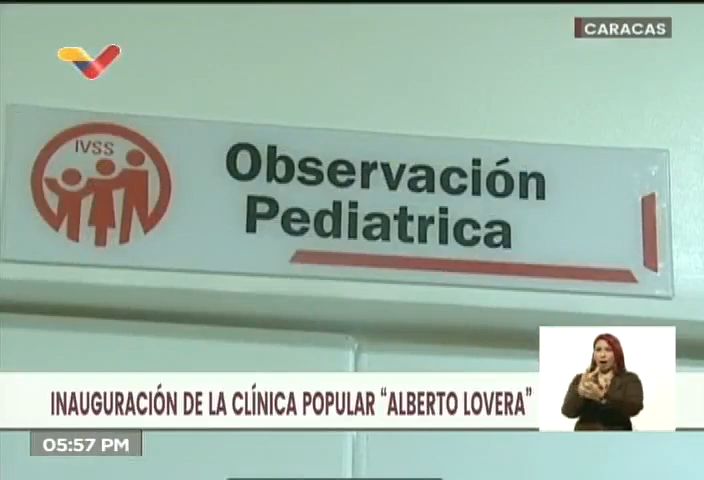 CARACAS
IVSS
Observación
Pediatrica
INAUGURACIÓN DE LA CLÍNICA POPULAR "ALBERTO LOVERA"
05:57 PM